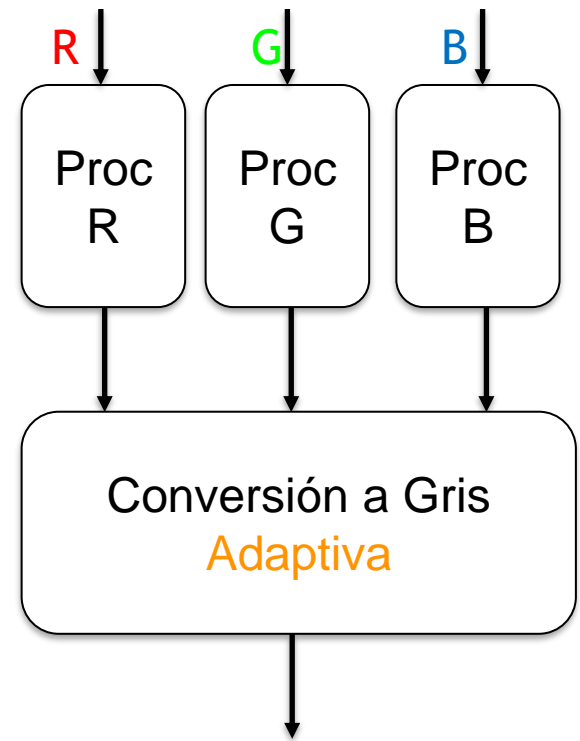 R G B
Proc
R
Proc
G
Proc
B
Conversión a Gris
Adaptiva